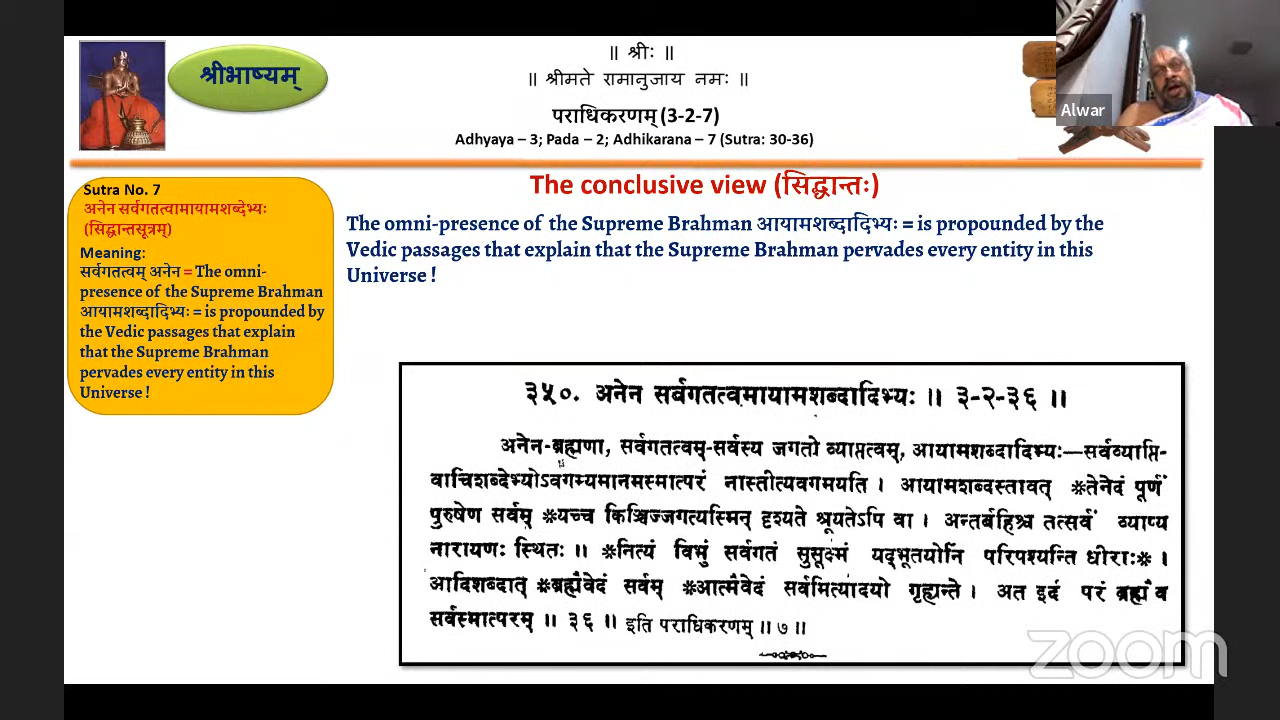 श्रीभाष्यम्
॥ श्रीः ॥
॥ श्रीमते रामानुजाय नमः ॥
पराधिकरणम् (3-2-7)
Adhyaya – 3; Pada – 2; Adhikarana – 7 (Sutra: 30-36)
Alwar
Sutra No. 7
अनेन सर्वगतत्वामायामशब्देभ्यः
(सिद्धान्तसूत्रम्)
Meaning:
सर्वगतत्वम् अनेन = The omni-
presence of the Supreme Brahman
आयामशब्दादिभ्यः = is propounded by
the Vedic passages that explain
that the Supreme Brahman
pervades every entity in this
Universe !
The conclusive view (सिद्धान्तः)
The omni-presence of the Supreme Brahman आयामशब्दादिभ्यः = is propounded by the
Vedic passages that explain that the Supreme Brahman pervades every entity in this
Universe !
३५०. अनेन सर्वगतत्वमायामशब्दादिभ्यः ॥ ३-२-३६ ॥
अनेन-ब्रह्मणा, सर्वगतत्वम्-सर्वस्य जगतो व्याप्तत्वम्, आयामशब्दादिभ्यः—सर्वव्याप्ति-
वाचिशब्देभ्योऽवगम्यमानमस्मात्परं नास्तीत्यवगमयति । आयामशब्दस्तावत् ❊तेनेदं पूर्णं
पुरुषेण सर्वम् ❊यच्च किञ्चिज्जगत्यस्मिन् दृश्यते श्रूयतेऽपि वा । अन्तर्बहिश्च तत्सर्वं व्याप्य
नारायणः स्थितः ॥ ❊नित्यं विभुं सर्वगतं सुसूक्ष्मं यद्भूतयोनिं परिपश्यन्ति धीराः❊ ।
आदिशब्दात् ❊ब्रह्मैवेदं सर्वम् ❊आत्मैवेदं सर्वमित्यादयो गृह्यन्ते । अत इदं परं ब्रह्मैव
सर्वस्मात्परम् ॥ ३६ ॥ इति पराधिकरणम् ॥ ७ ॥
zoom